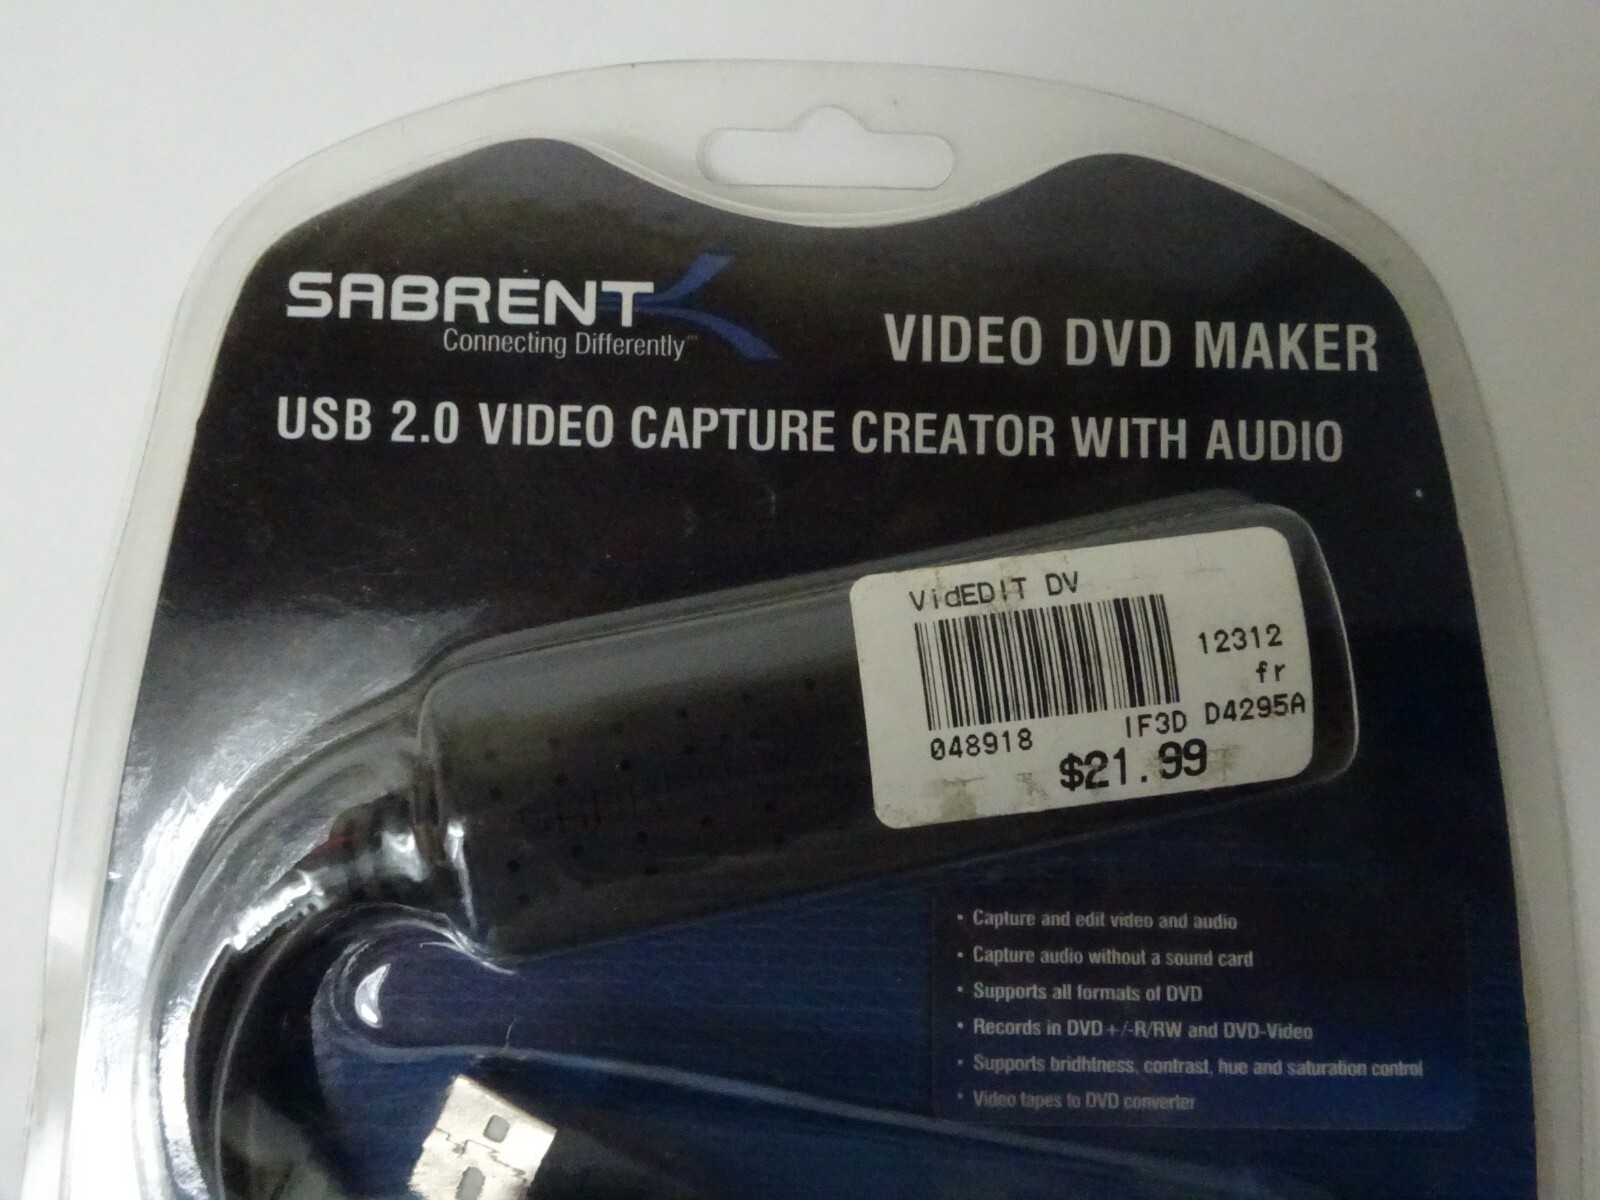 SABRENT
Connecting Differently™
VIDEO DVD MAKER
USB 2.0 VIDEO CAPTURE CREATOR WITH AUDIO
VidEDIT DV
12312
fr
048918 IF3D D4295A
$21.99
• Capture and edit video and audio
• Capture audio without a sound card
• Supports all formats of DVD
• Records in DVD+/-R/RW and DVD-Video
• Supports bridhtness, contrast, hue and saturation control
• Video tapes to DVD converter